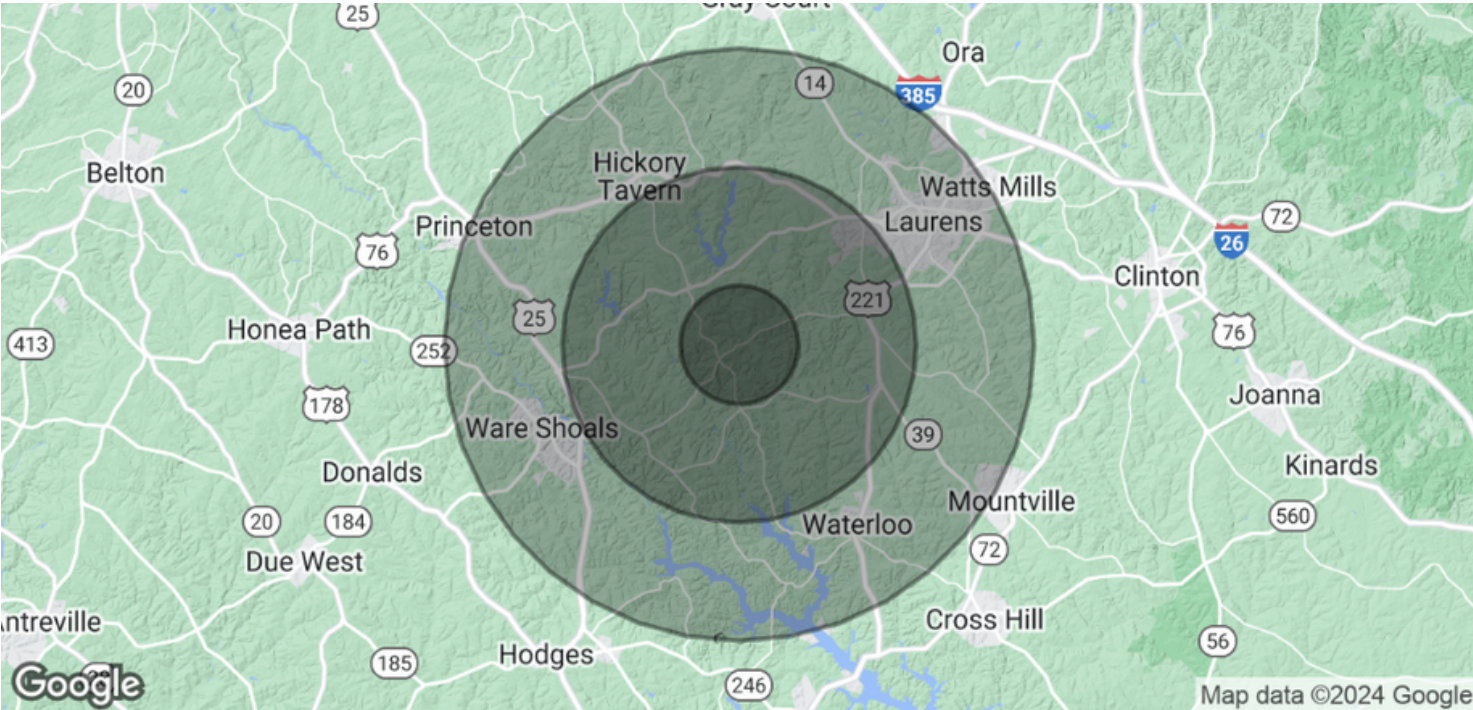 Gray Court
25
Ora
14
385
20
Hickory
Tavern
Belton
Watts Mills
72
Princeton
Laurens
76
26
Clinton
221
25
Honea Path
76
413
252
178
Joanna
Ware Shoals
39
Donalds
Kinards
Mountville
20
184
Waterloo
560
72
Due West
ntreville
Cross Hill
56
Hodges
185
246
Google
Map data ©2024 Google